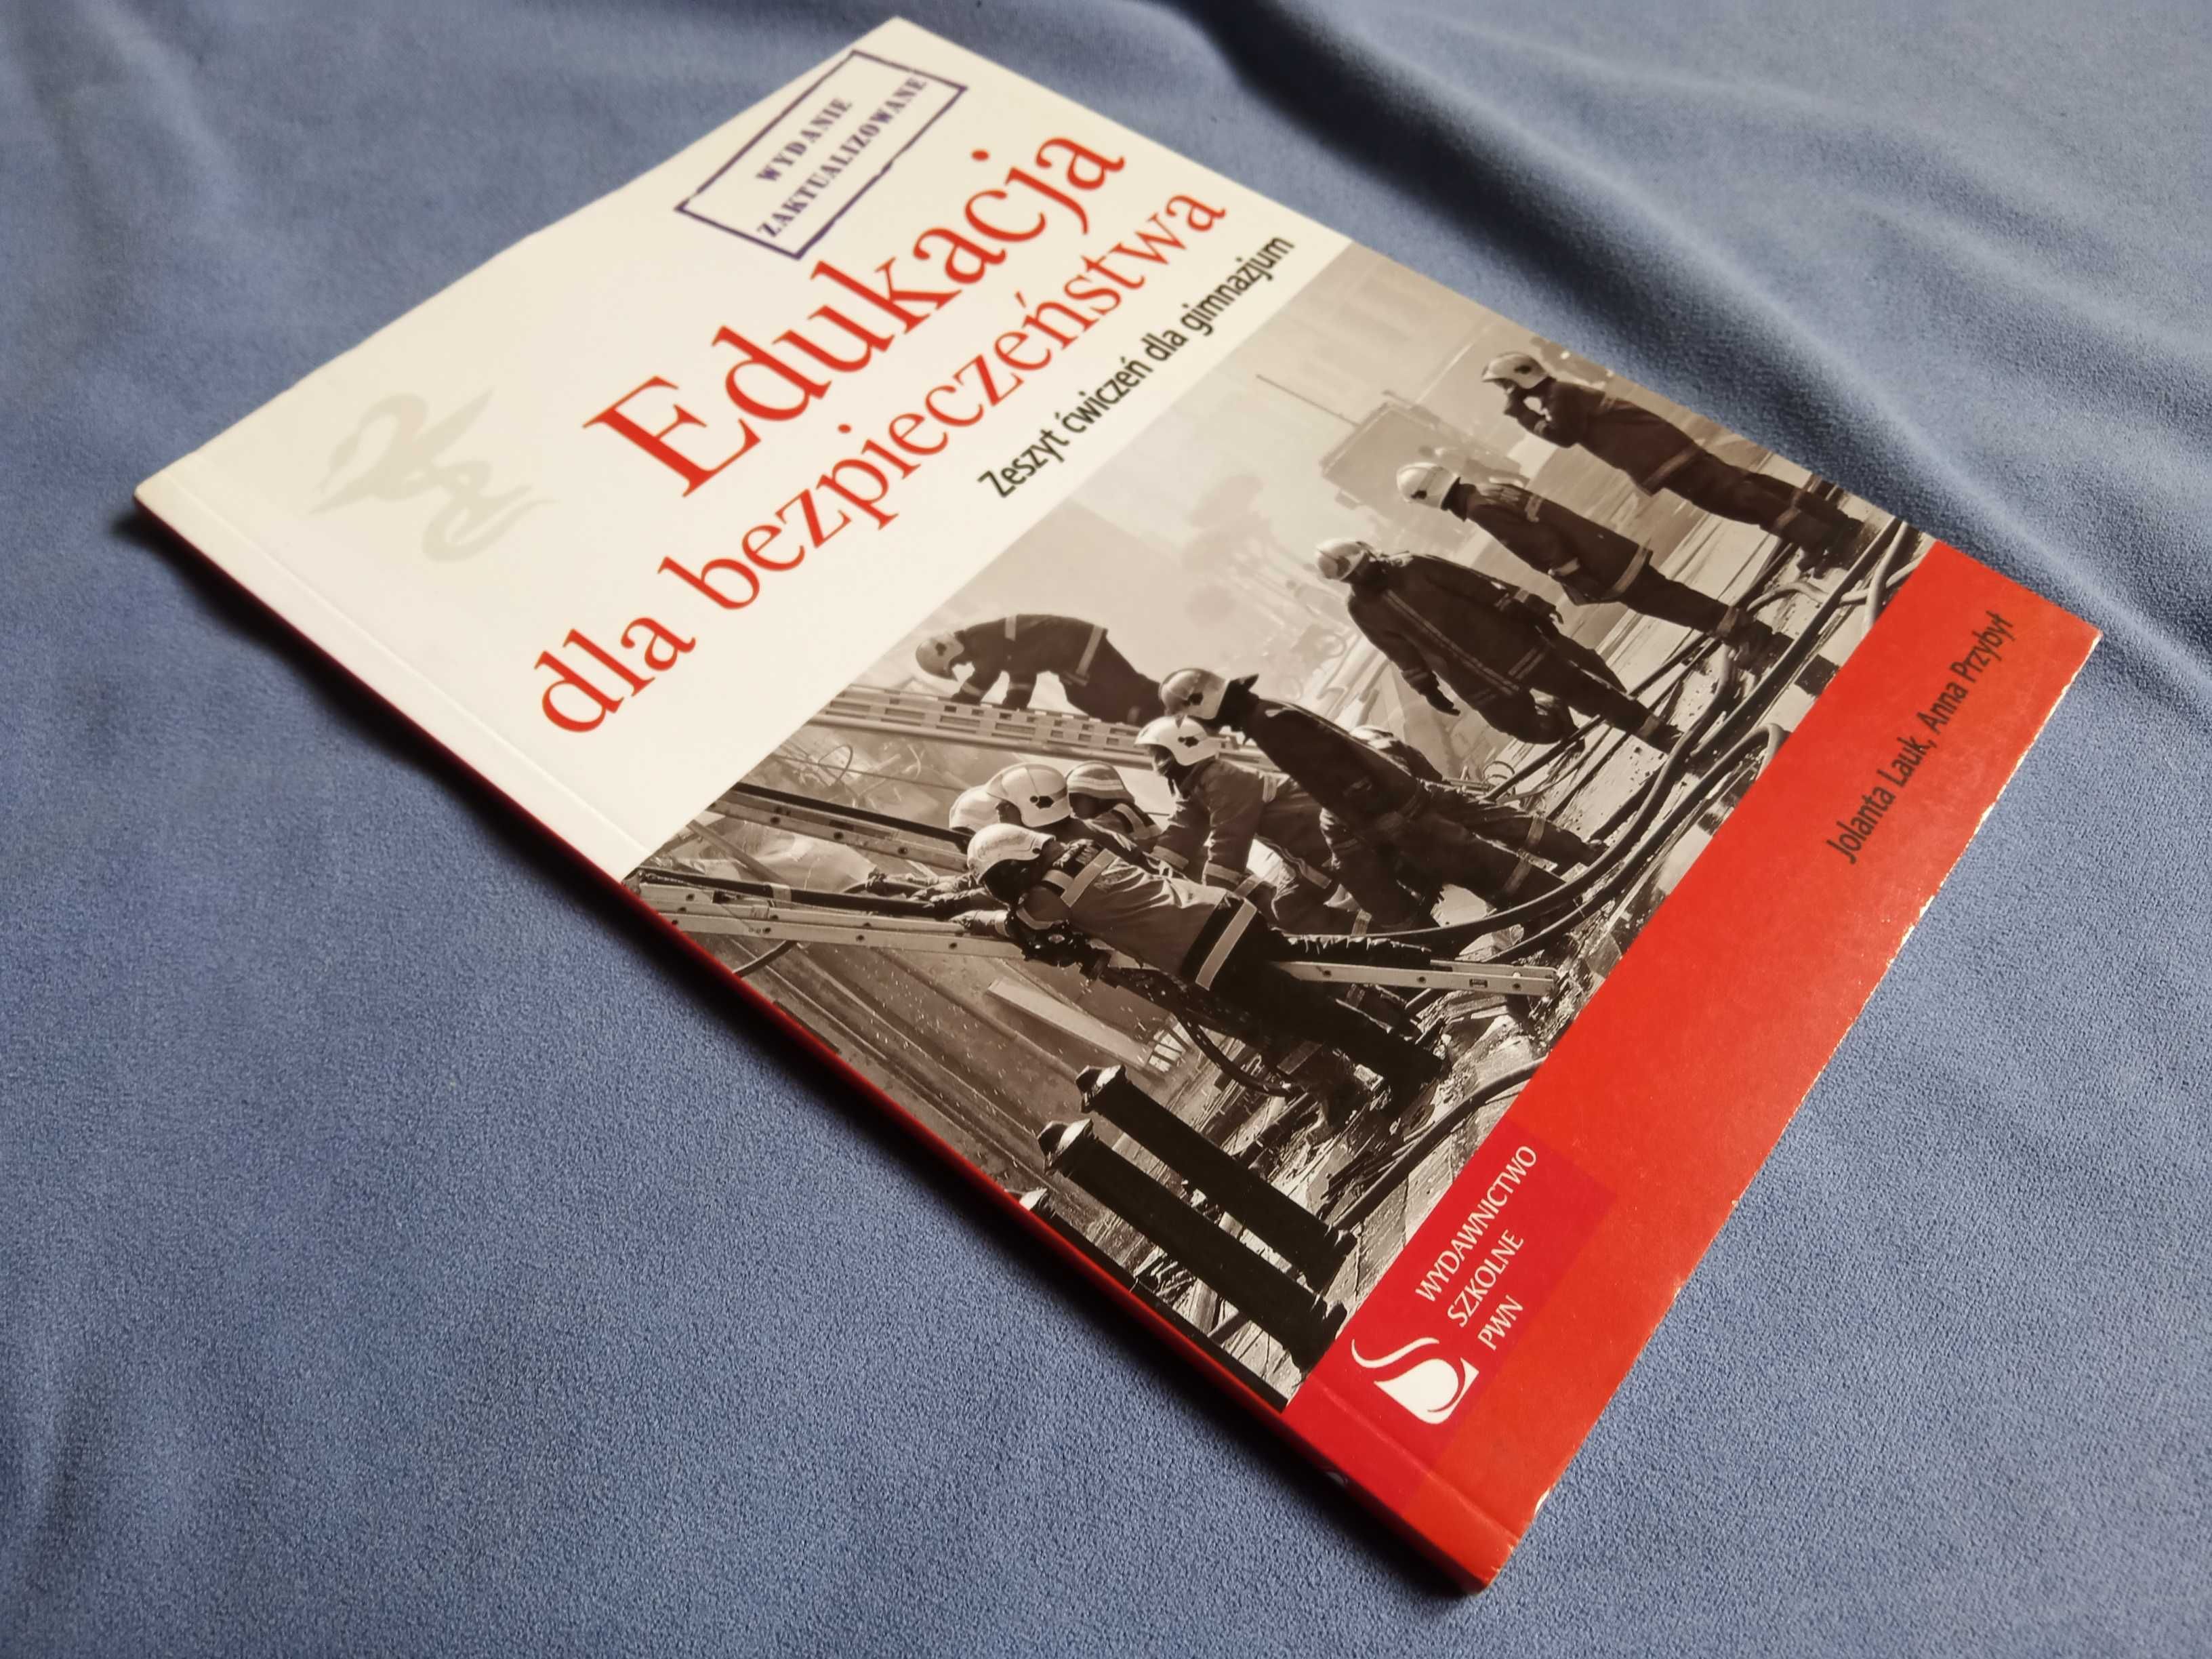 WYDANIE
ZAKTUALIZOWANE
Edukacja
dla bezpieczeństwa
Zeszyt ćwiczeń dla gimnazjum
Jolanta Lauk, Anna Przybył
WYDAWNICTWO
SZKOLNE
PWN